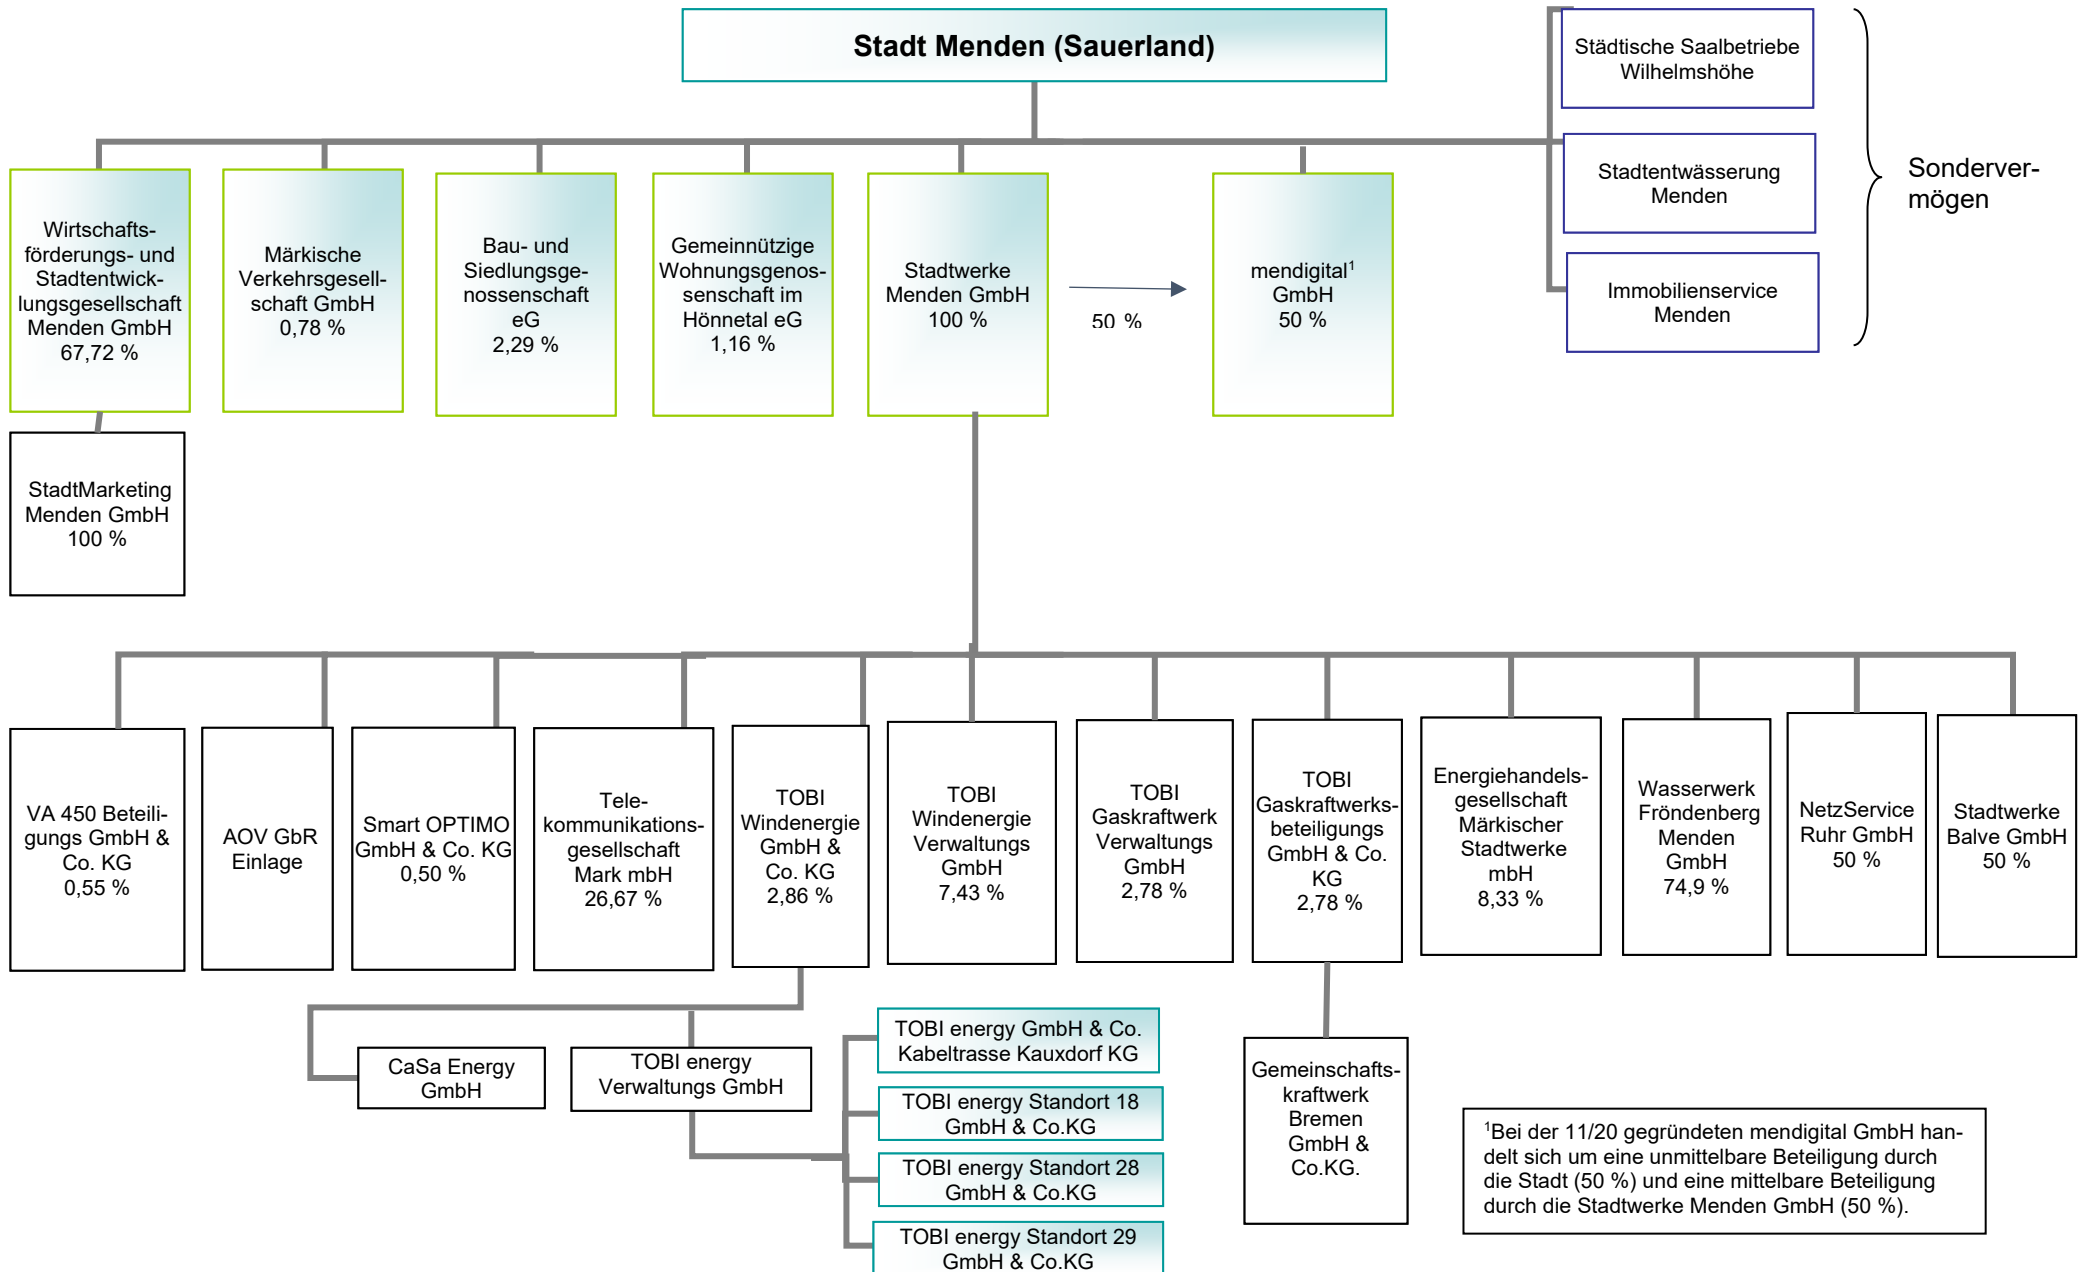 Stadt Menden (Sauerland)
Städtische Saalbetriebe
Wilhelmshöhe
Stadtentwässerung
Menden
Immobilienservice
Menden
Sonderver-
mögen
Wirtschafts-
förderungs- und
Stadtentwick-
lungsgesellschaft
Menden GmbH
67,72 %
Märkische
Verkehrsgesell-
schaft GmbH
0,78 %
Bau- und
Siedlungsge-
nossenschaft
eG
2,29 %
Gemeinnützige
Wohnungsgenos-
senschaft im
Hönnetal eG
1,16 %
Stadtwerke
Menden GmbH
100 %
50 %
mendigital¹
GmbH
50 %
StadtMarketing
Menden GmbH
100 %
VA 450 Beteili-
gungs GmbH &
Co. KG
0,55 %
AOV GbR
Einlage
Smart OPTIMO
GmbH & Co. KG
0,50 %
Tele-
kommunikations-
gesellschaft
Mark mbH
26,67 %
TOBI
Windenergie
GmbH &
Co. KG
2,86 %
TOBI
Windenergie
Verwaltungs
GmbH
7,43 %
TOBI
Gaskraftwerk
Verwaltungs
GmbH
2,78 %
TOBI
Gaskraftwerks-
beteiligungs
GmbH & Co.
KG
2,78 %
Energiehandels-
gesellschaft
Märkischer
Stadtwerke
mbH
8,33 %
Wasserwerk
Fröndenberg
Menden
GmbH
74,9 %
NetzService
Ruhr GmbH
50 %
Stadtwerke
Balve GmbH
50 %
CaSa Energy
GmbH
TOBI energy
Verwaltungs GmbH
TOBI energy GmbH & Co.
Kabeltrasse Kauxdorf KG
TOBI energy Standort 18
GmbH & Co.KG
TOBI energy Standort 28
GmbH & Co.KG
TOBI energy Standort 29
GmbH & Co.KG
Gemeinschafts-
kraftwerk
Bremen
GmbH &
Co.KG.
¹Bei der 11/20 gegründeten mendigital GmbH han-
delt sich um eine unmittelbare Beteiligung durch
die Stadt (50 %) und eine mittelbare Beteiligung
durch die Stadtwerke Menden GmbH (50 %).